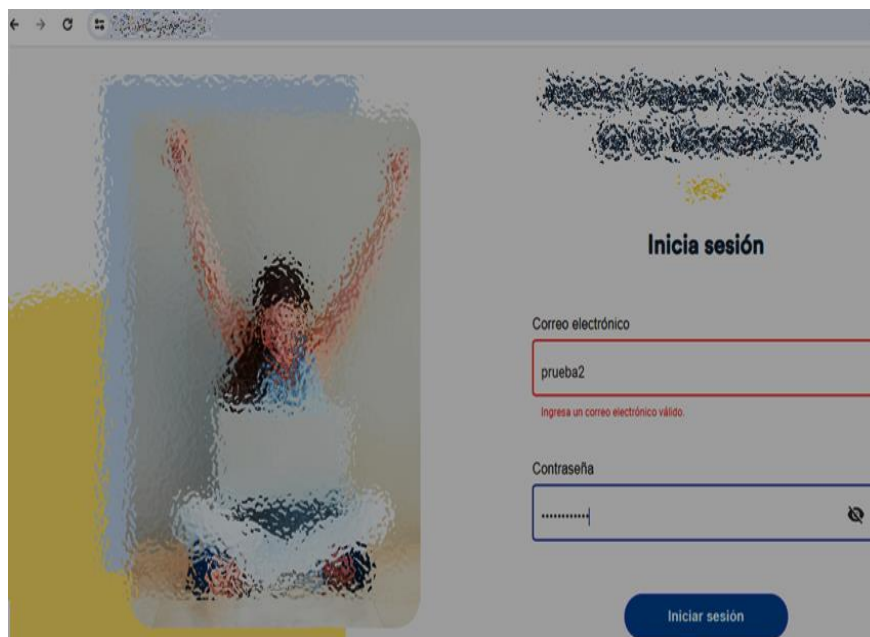 Inicia sesión
Correo electrónico
prueba2
Ingresa un correo electrónico válido.
Contraseña
••••••••••••
Iniciar sesión